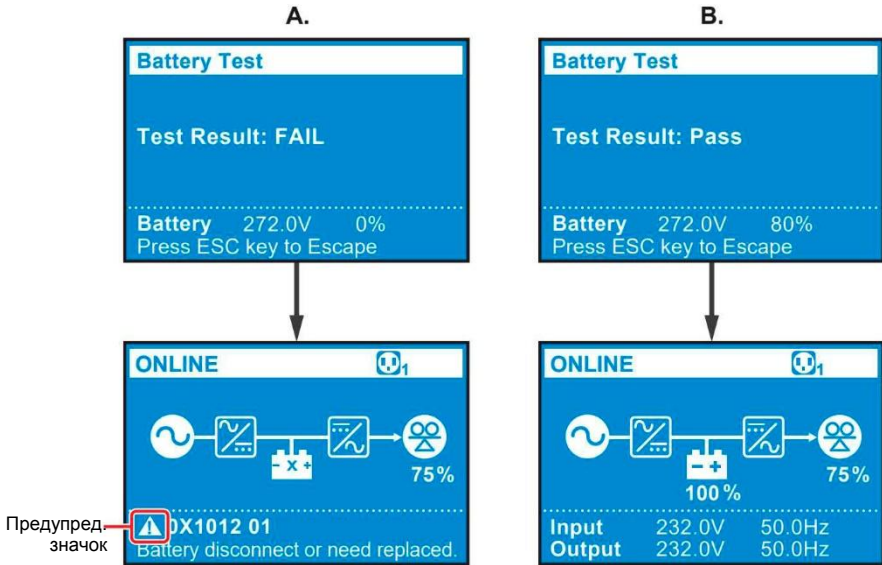 A.
Battery Test
Test Result: FAIL
Battery 272.0V 0%
Press ESC key to Escape
ONLINE 1
- x +
75%
Предупред. значок
0X1012 01
Battery disconnect or need replaced.
B.
Battery Test
Test Result: Pass
Battery 272.0V 80%
Press ESC key to Escape
ONLINE 1
- +
100%
75%
Input 232.0V 50.0Hz
Output 232.0V 50.0Hz